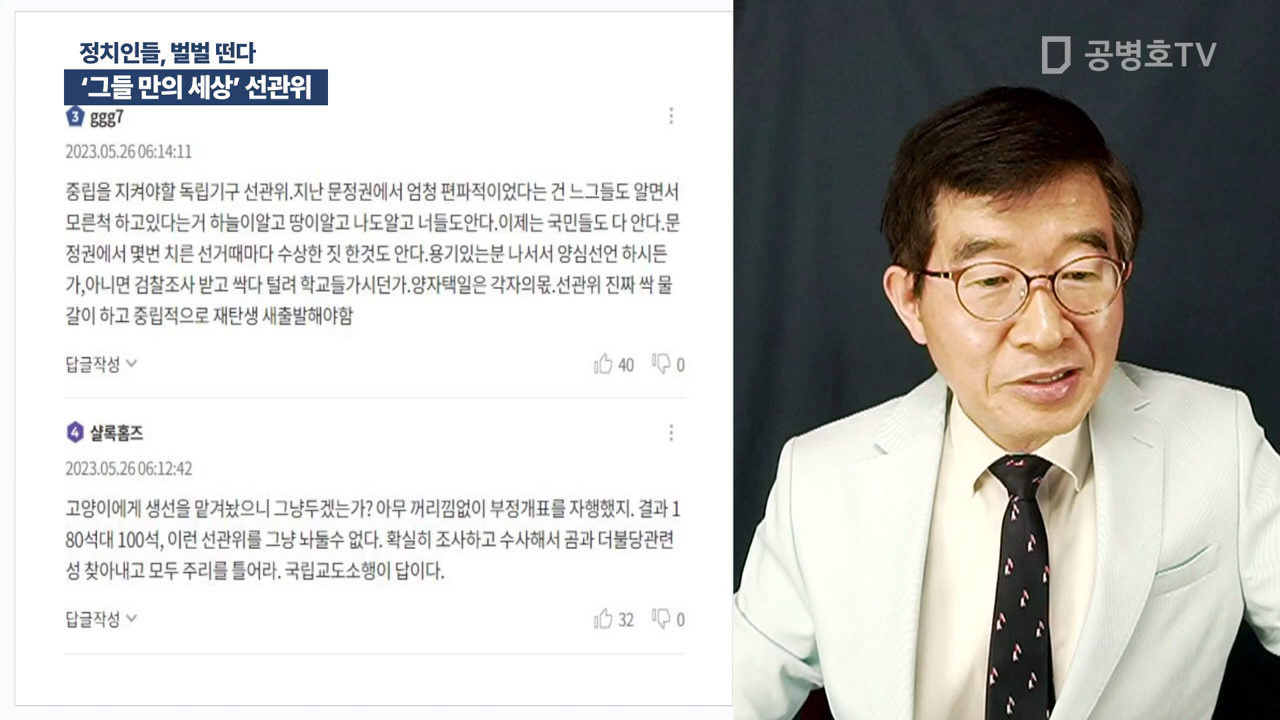 정치인들, 벌벌 떤다
‘그들 만의 세상’ 선관위
공병호TV
3 ggg7
2023.05.26 06:14:11
중립을 지켜야할 독립기구 선관위.지난 문정권에서 엄청 편파적이었다는 건 느그들도 알면서
모른척 하고있다는거 하늘이알고 땅이알고 나도알고 너들도안다.이제는 국민들도 다 안다.문
정권에서 몇번 치른 선거때마다 수상한 짓 한것도 안다.용기있는분 나서서 양심선언 하시든
가,아니면 검찰조사 받고 싹다 털려 학교들가시던가.양자택일은 각자의몫.선관위 진짜 싹 물
갈이 하고 중립적으로 재탄생 새출발해야함
답글작성
40
0
4 샬록홈즈
2023.05.26 06:12:42
고양이에게 생선을 맡겨놨으니 그냥두겠는가? 아무 꺼리낌없이 부정개표를 자행했지. 결과 1
80석대 100석, 이런 선관위를 그냥 놔둘수 없다. 확실히 조사하고 수사해서 곰과 더불당관련
성 찾아내고 모두 주리를 틀어라. 국립교도소행이 답이다.
답글작성
32
0